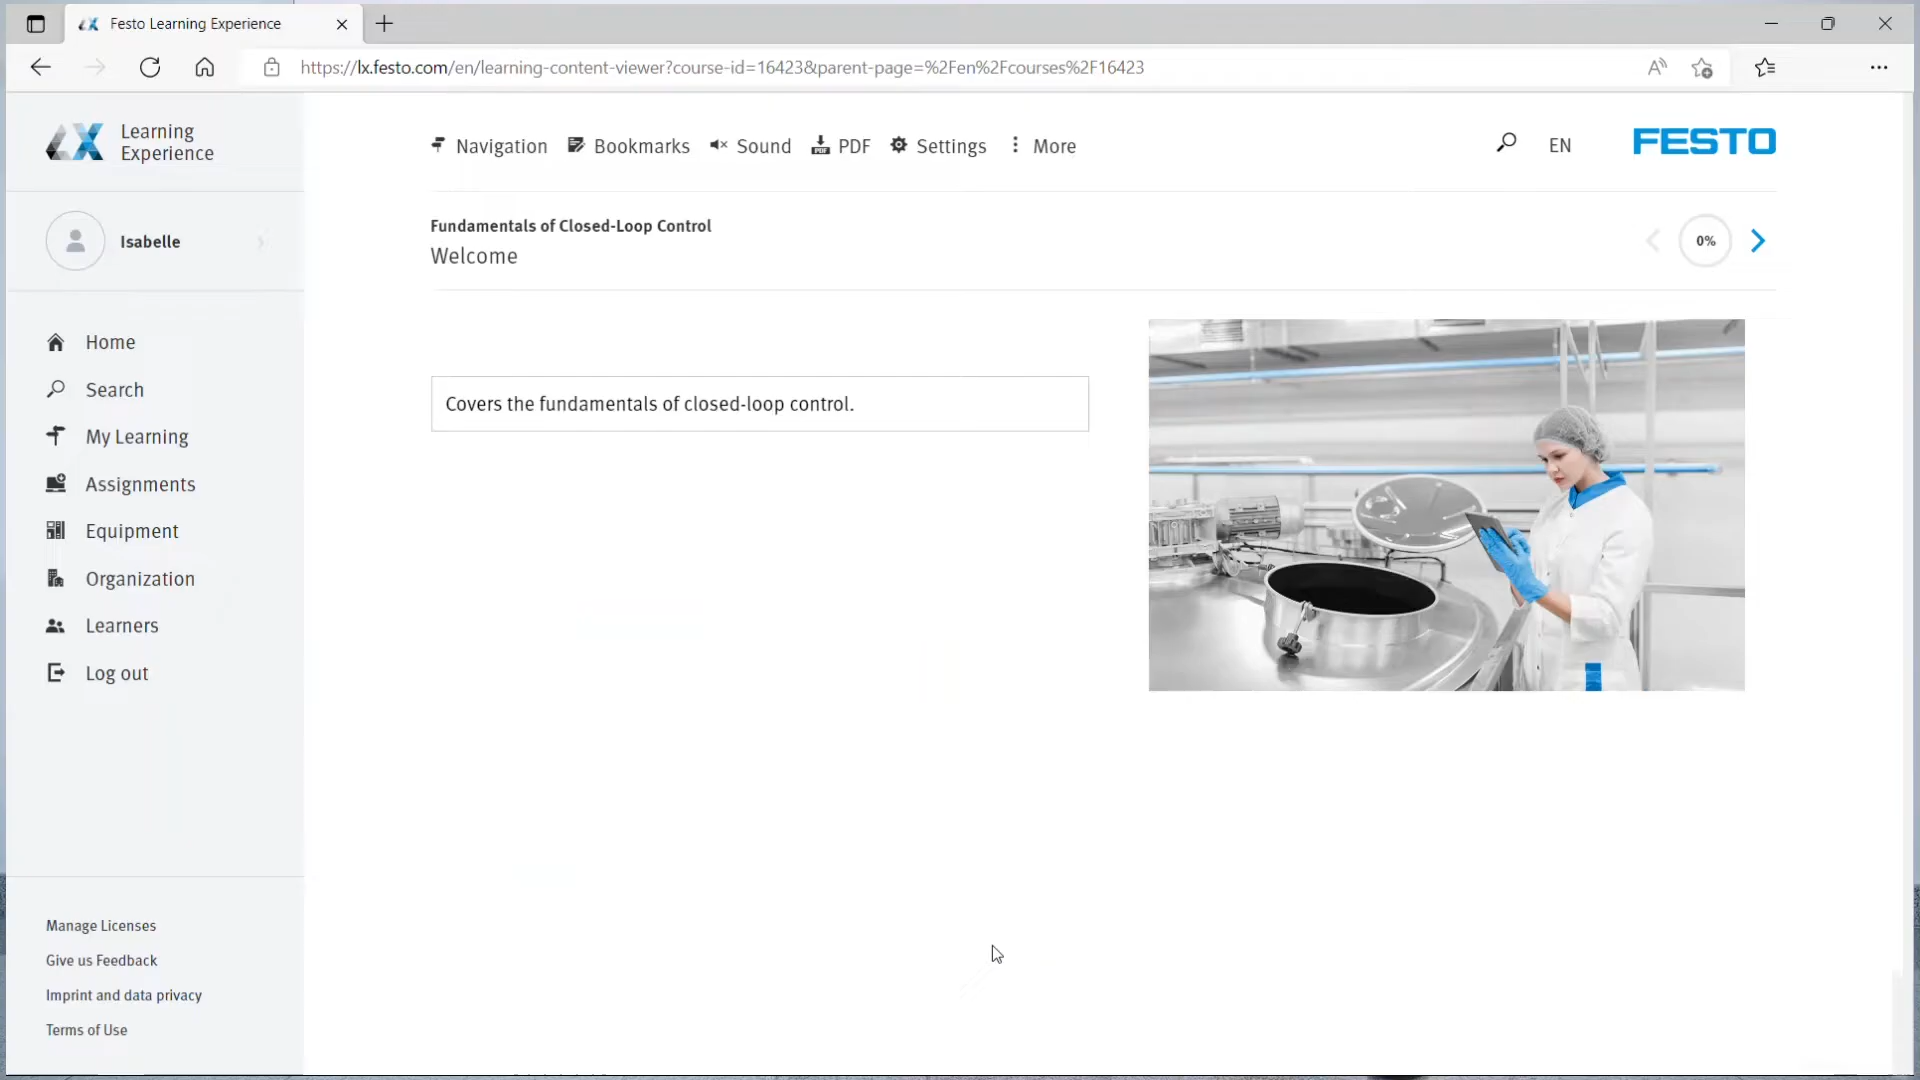 Festo Learning Experience
https://lx.festo.com/en/learning-content-viewer?course-id=16423&parent-page=%2Fen%2Fcourses%2F16423
Learning
Experience
Navigation
Bookmarks
Sound
PDF
Settings
More
EN
FESTO
Isabelle
Fundamentals of Closed-Loop Control
Welcome
0%
Home
Search
My Learning
Assignments
Equipment
Organization
Learners
Log out
Covers the fundamentals of closed-loop control.
Manage Licenses
Give us Feedback
Imprint and data privacy
Terms of Use